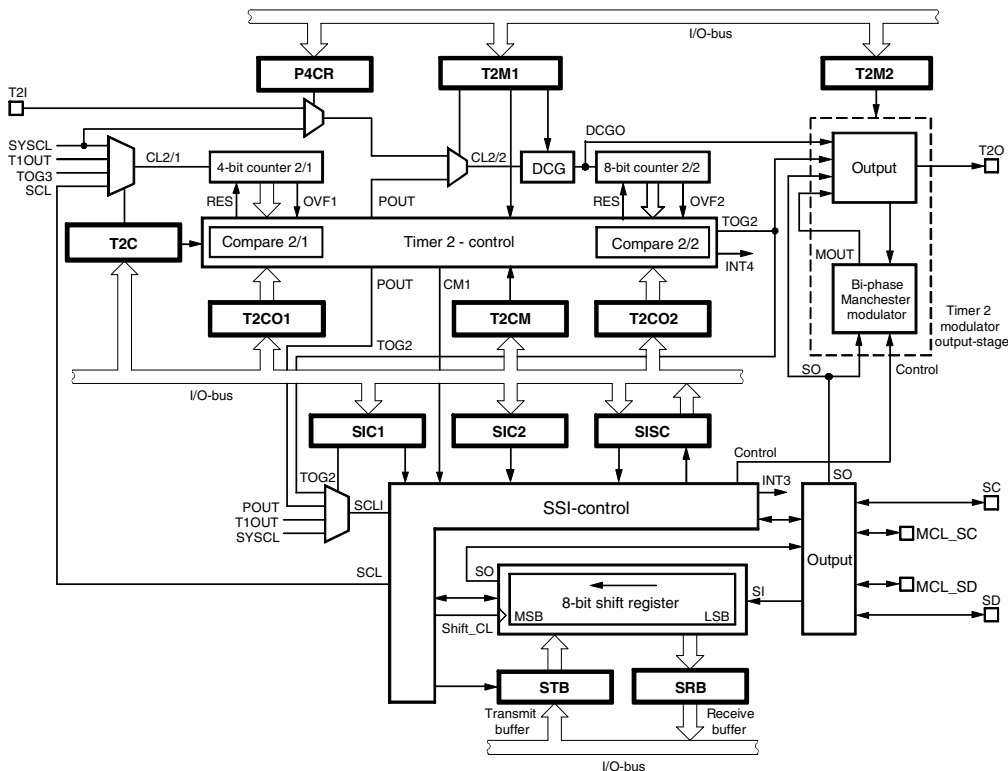 I/O-bus
P4CR
T2M1
T2M2
T2I
SYSCL
T1OUT
TOG3
SCL
CL2/1
4-bit counter 2/1
CL2/2
DCG
DCGO
8-bit counter 2/2
Output
T2O
RES
OVF1
POUT
RES
OVF2
TOG2
T2C
Compare 2/1
Timer 2 - control
Compare 2/2
INT4
MOUT
Bi-phase
Manchester
modulator
Timer 2
modulator
output-stage
POUT
CM1
T2CO1
T2CM
T2CO2
TOG2
SO
Control
I/O-bus
SIC1
SIC2
SISC
Control
TOG2
POUT
T1OUT
SYSCL
SCLI
SSI-control
INT3
SO
SC
MCL_SC
Output
MCL_SD
SD
SCL
SO
8-bit shift register
MSB
LSB
SI
Shift_CL
STB
SRB
Transmit
buffer
Receive
buffer
I/O-bus